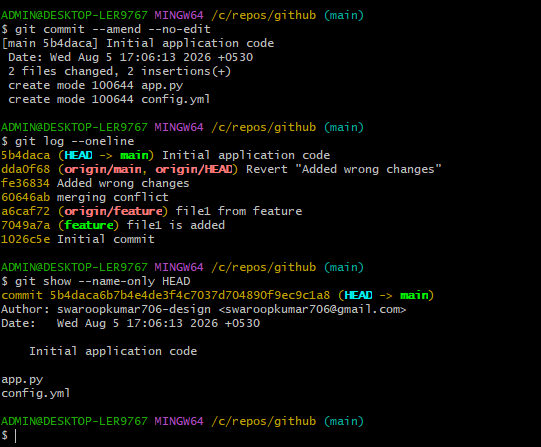 ADMIN@DESKTOP-LER9767 MINGW64 /c/repos/github (main)
$ git commit --amend --no-edit
[main 5b4daca] Initial application code
 Date: Wed Aug 5 17:06:13 2026 +0530
 2 files changed, 2 insertions(+)
 create mode 100644 app.py
 create mode 100644 config.yml

ADMIN@DESKTOP-LER9767 MINGW64 /c/repos/github (main)
$ git log --oneline
5b4daca (HEAD -> main) Initial application code
dda0f68 (origin/main, origin/HEAD) Revert "Added wrong changes"
fe36834 Added wrong changes
60646ab merging conflict
a6caf72 (origin/feature) file1 from feature
7049a7a (feature) file1 is added
1026c5e Initial commit

ADMIN@DESKTOP-LER9767 MINGW64 /c/repos/github (main)
$ git show --name-only HEAD
commit 5b4daca6b7b4e4de3f4c7037d704890f9ec9c1a8 (HEAD -> main)
Author: swaroopkumar706-design <swaroopkumar706@gmail.com>
Date:   Wed Aug 5 17:06:13 2026 +0530

    Initial application code

app.py
config.yml

ADMIN@DESKTOP-LER9767 MINGW64 /c/repos/github (main)
$